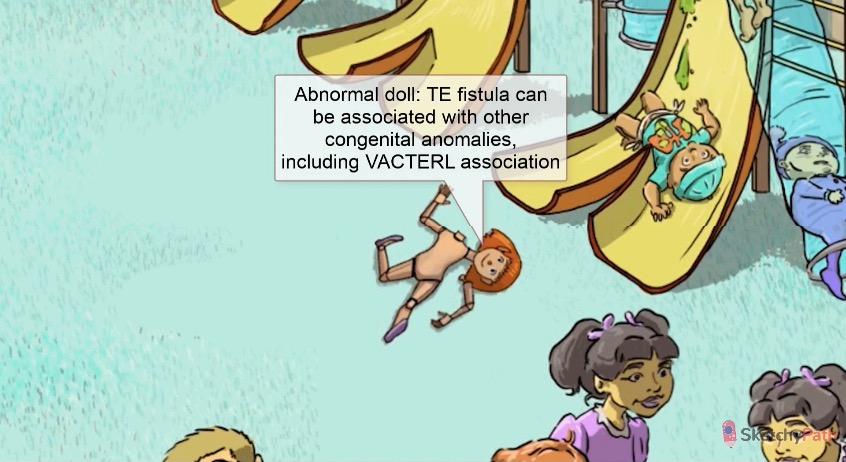 Abnormal doll: TE fistula can
be associated with other
congenital anomalies,
including VACTERL association
SketchyPath